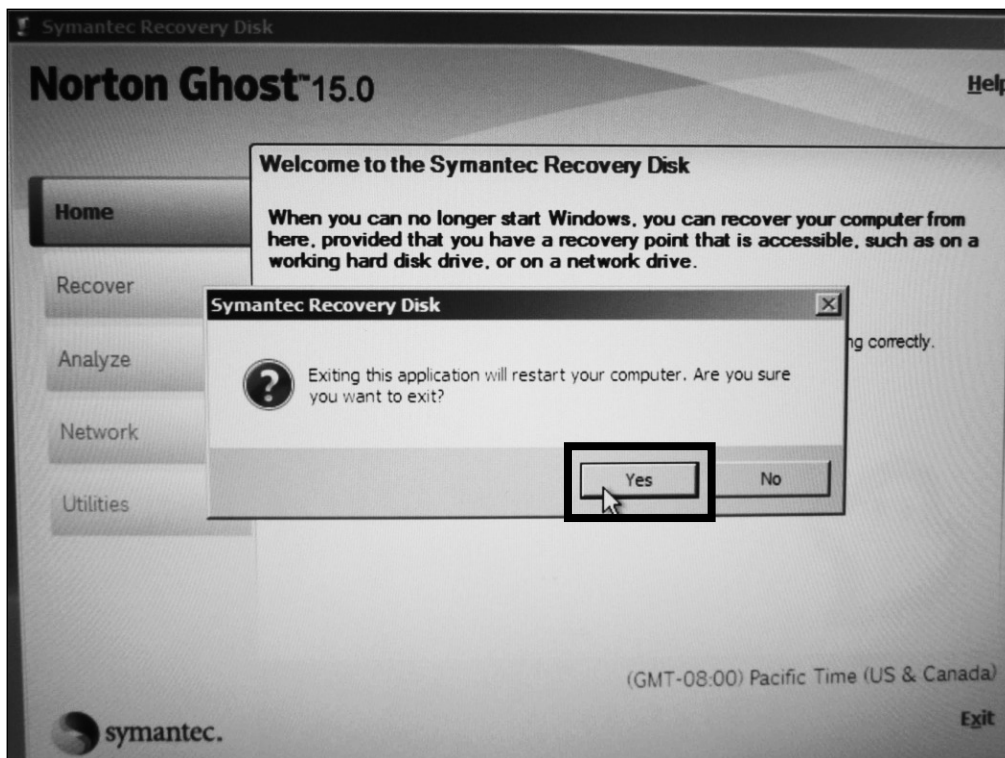 Symantec Recovery Disk
Norton Ghost™15.0
Help
Welcome to the Symantec Recovery Disk
Home
When you can no longer start Windows, you can recover your computer from
here, provided that you have a recovery point that is accessible, such as on a
working hard disk drive, or on a network drive.
Recover
Symantec Recovery Disk
correctly.
Analyze
Exiting this application will restart your computer. Are you sure
you want to exit?
Network
Yes
No
Utilities
(GMT-08:00) Pacific Time (US & Canada)
symantec.
Exit